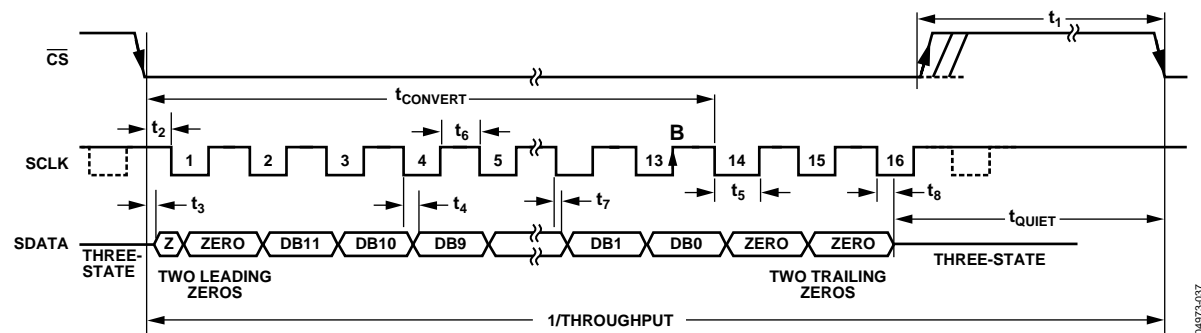 t1
CS
tCONVERT
t2
t6
B
SCLK
1
2
3
4
5
13
14
15
16
t3
t4
t7
t5
t8
tQUIET
SDATA
Z
ZERO
DB11
DB10
DB9
DB1
DB0
ZERO
ZERO
THREE-
STATE
TWO LEADING
ZEROS
TWO TRAILING
ZEROS
THREE-STATE
1/THROUGHPUT
04973-037